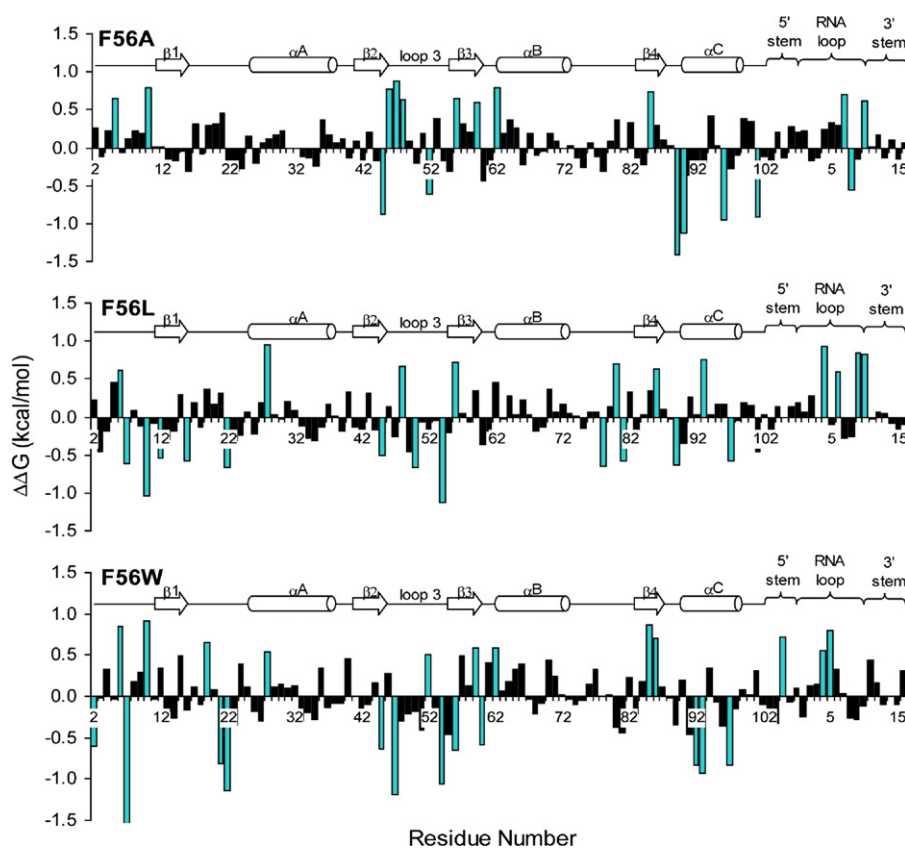 F56A
5' RNA 3'
β1 αA β2 loop 3 β3 αB β4 αC stem loop stem
1.5
1.0
0.5
0.0
2 12 22 32 42 52 62 72 82 92 102 5 15
-0.5
-1.0
-1.5
F56L
5' RNA 3'
β1 αA β2 loop 3 β3 αB β4 αC stem loop stem
1.5
1.0
0.5
0.0
2 12 22 32 42 52 62 72 82 92 102 5 15
-0.5
-1.0
-1.5
ΔΔG (kcal/mol)
F56W
5' RNA 3'
β1 αA β2 loop 3 β3 αB β4 αC stem loop stem
1.5
1.0
0.5
0.0
2 12 22 32 42 52 62 72 82 92 102 5 15
-0.5
-1.0
-1.5
Residue Number